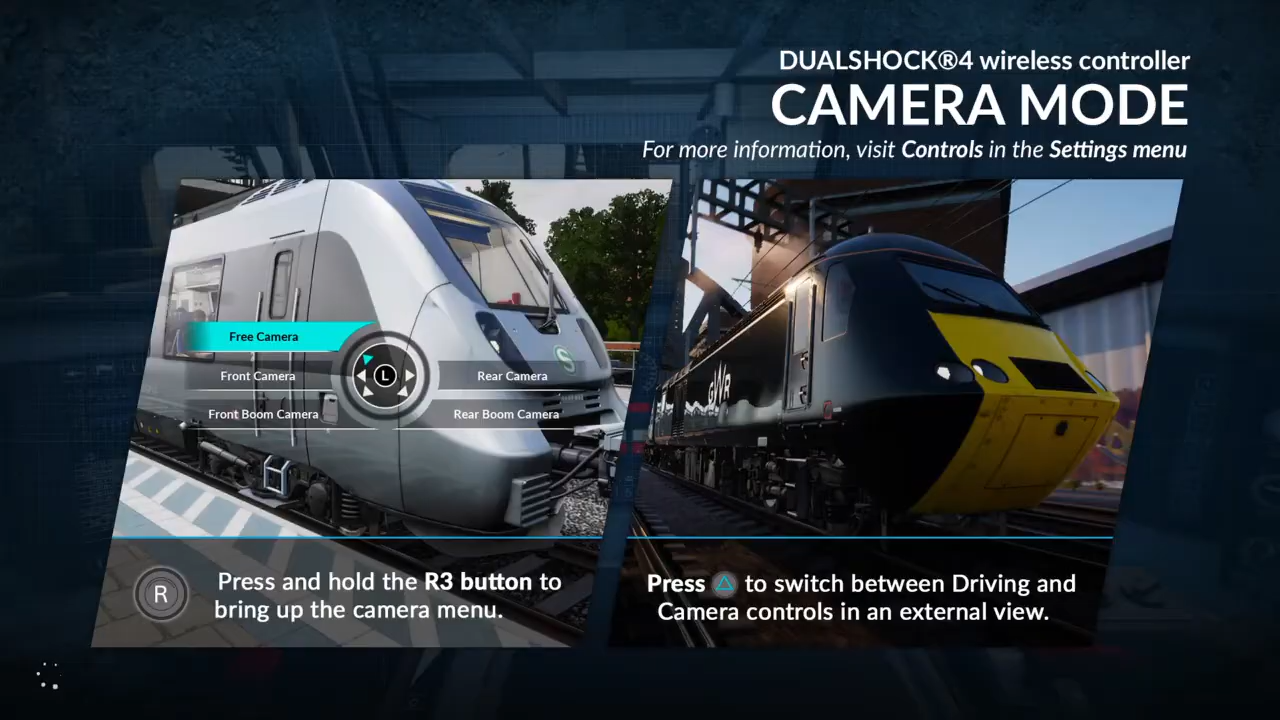 DUALSHOCK®4 wireless controller
CAMERA MODE
For more information, visit Controls in the Settings menu
Free Camera
Front Camera
Front Boom Camera
L
Rear Camera
Rear Boom Camera
S
GWR
R
Press and hold the R3 button to
bring up the camera menu.
Press to switch between Driving and
Camera controls in an external view.